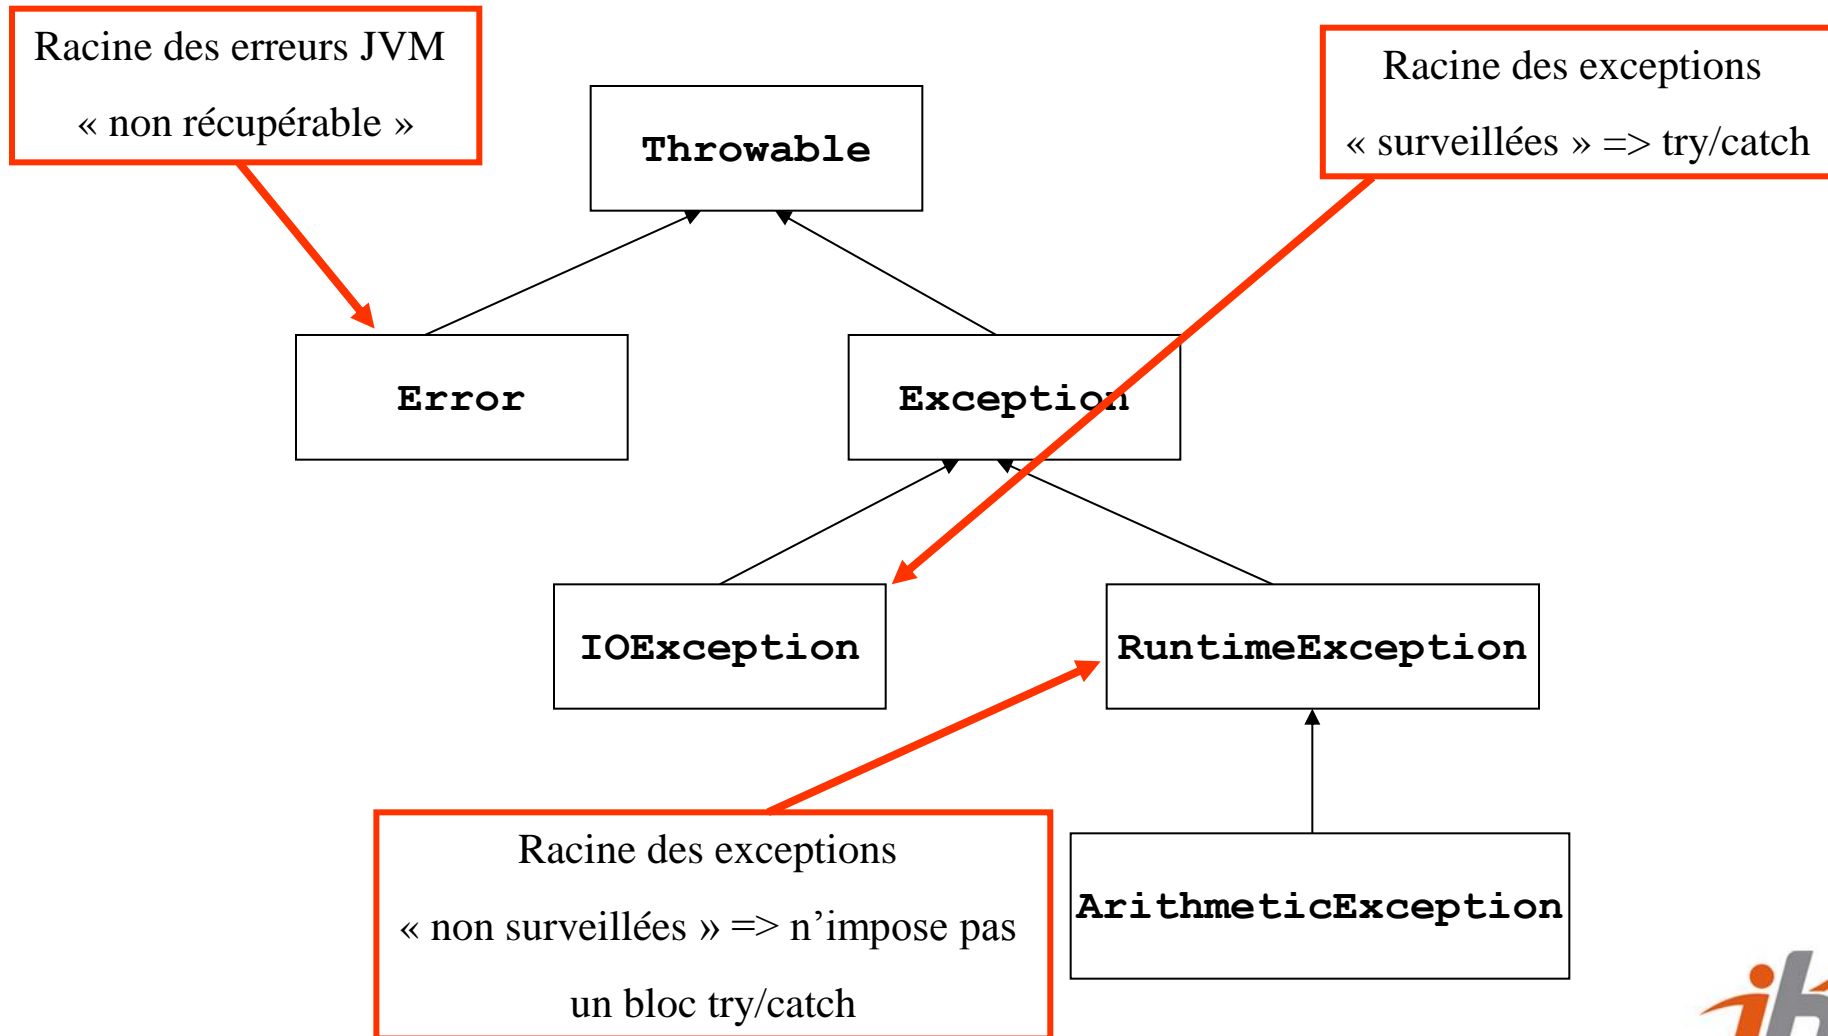 Racine des erreurs JVM
« non récupérable »
Racine des exceptions
« surveillées » => try/catch
Throwable
Error
Exception
IOException
RuntimeException
Racine des exceptions
« non surveillées » => n’impose pas
un bloc try/catch
ArithmeticException